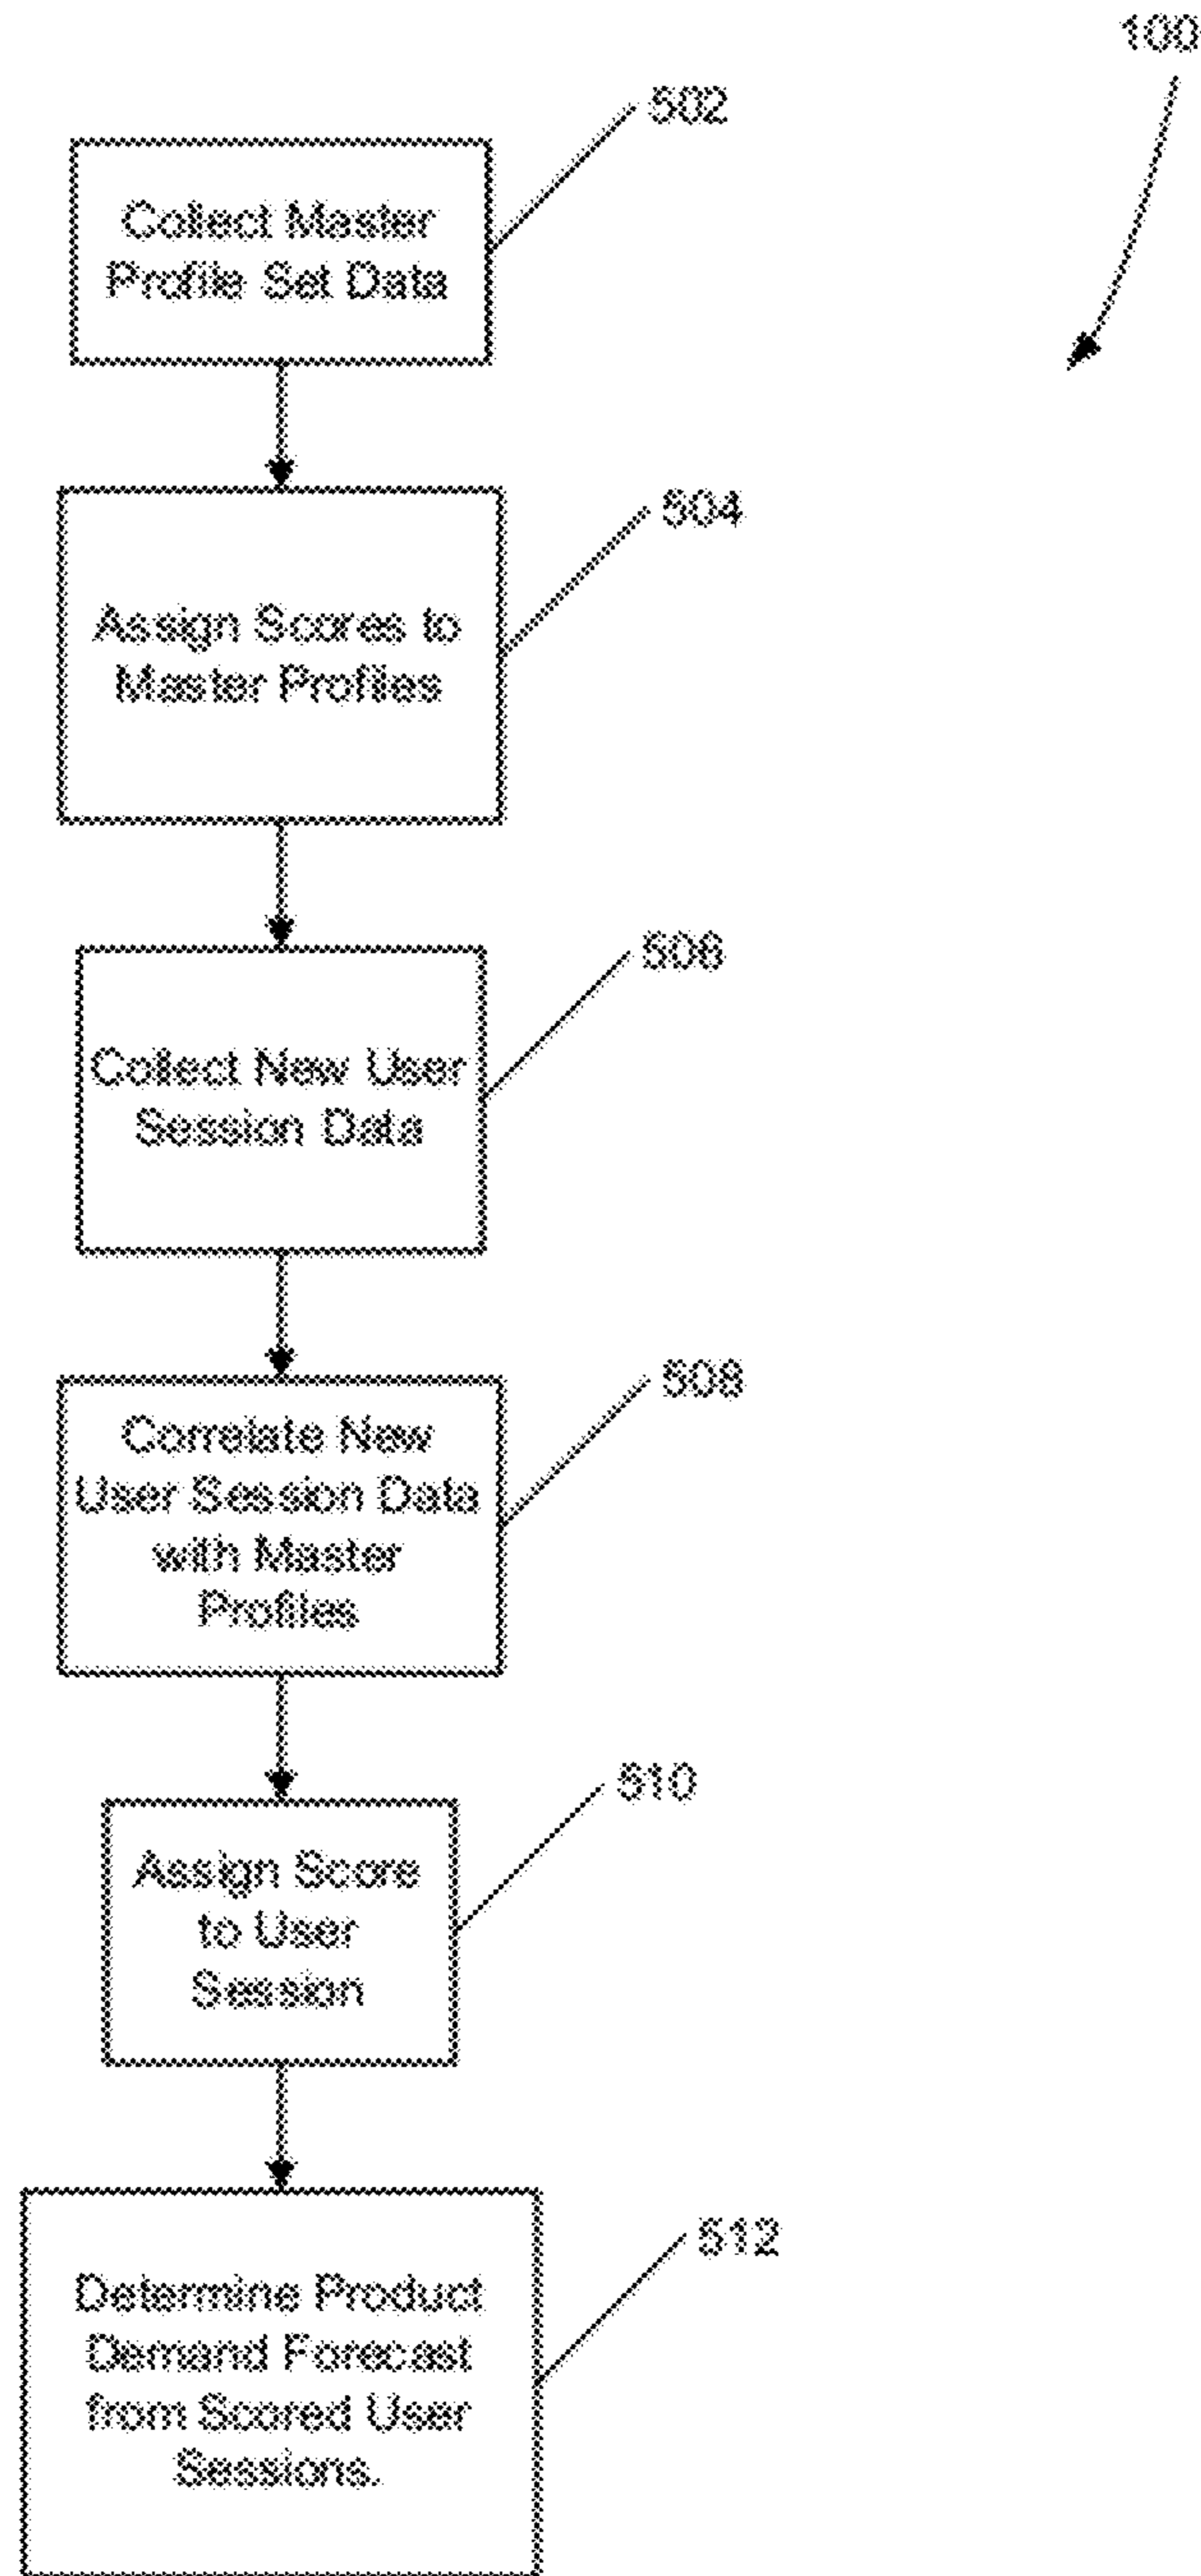 100
502
Collect Master
Profile Set Data
504
Assign Scores to
Master Profiles
506
Collect New User
Session Data
508
Correlate New
User Session Data
with Master
Profiles
510
Assign Score
to User
Session
512
Determine Product
Demand Forecast
from Scored User
Sessions.